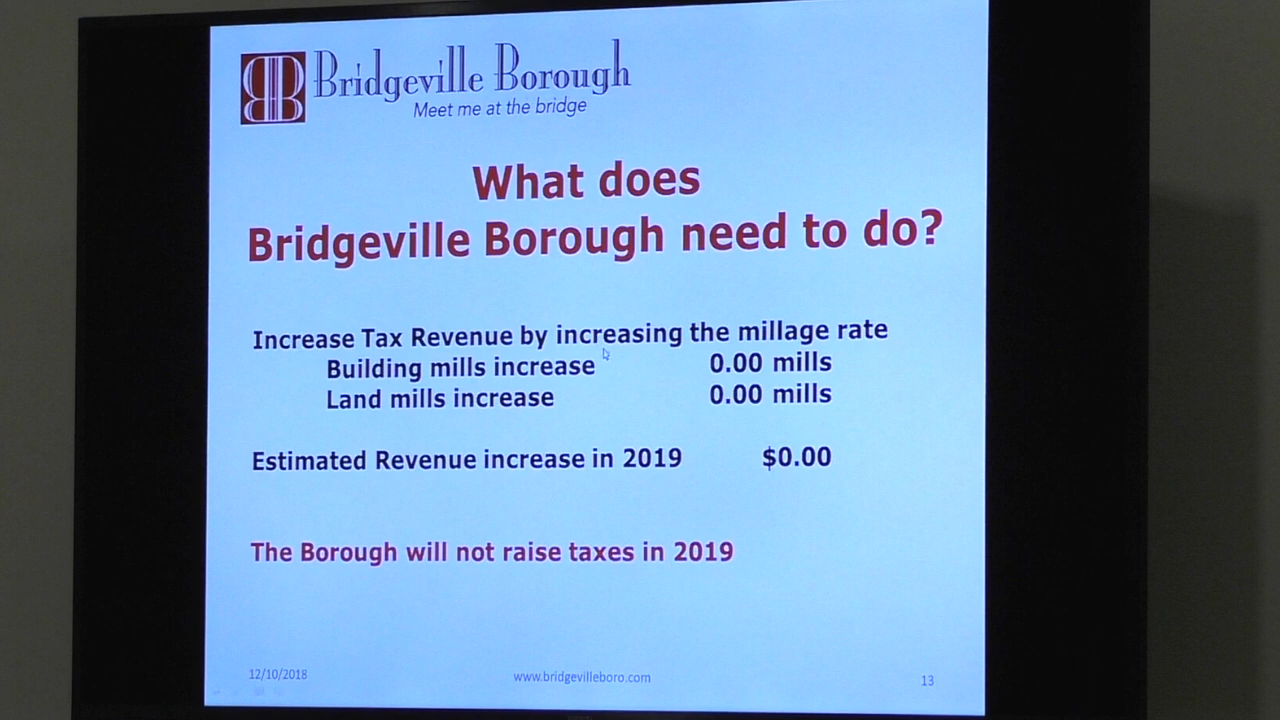 BB Bridgeville Borough
Meet me at the bridge
What does
Bridgeville Borough need to do?
Increase Tax Revenue by increasing the millage rate
Building mills increase 0.00 mills
Land mills increase 0.00 mills
Estimated Revenue increase in 2019 $0.00
The Borough will not raise taxes in 2019
12/10/2018 www.bridgevilleboro.com 13